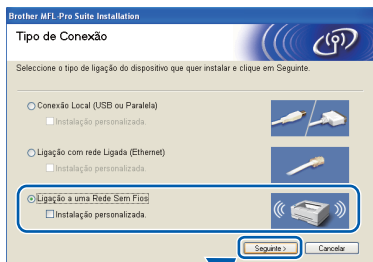 Brother MFL-Pro Suite Installation
Tipo de Conexão
Seleccione o tipo de ligação do dispositivo que quer instalar e clique em Seguinte.
Conexão Local (USB ou Paralela)
Instalação personalizada.
Ligação com rede Ligada (Ethernet)
Instalação personalizada.
Ligação a uma Rede Sem Fios
Instalação personalizada.
Seguinte >
Cancelar